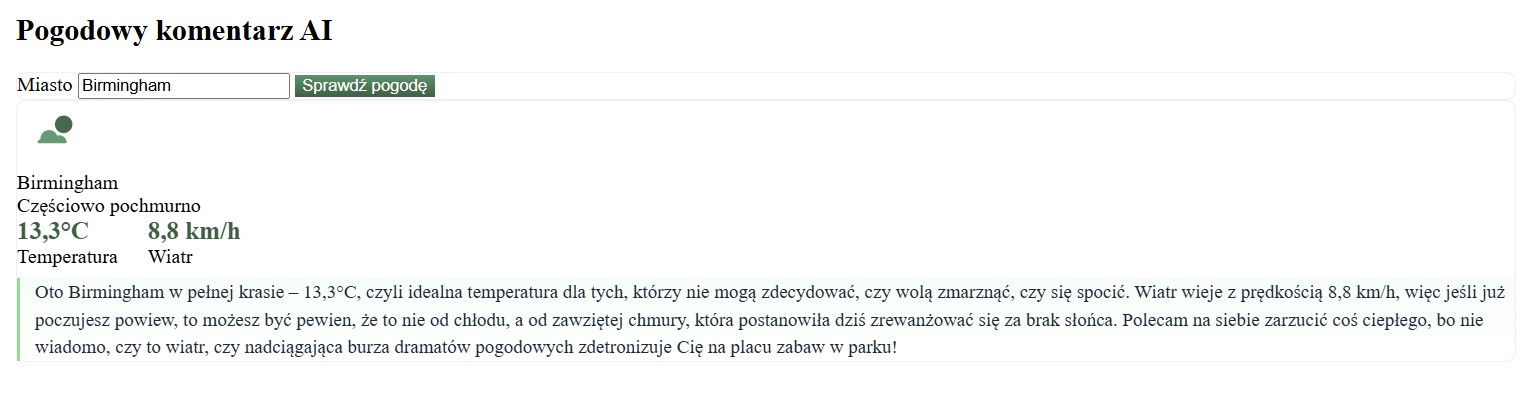 Pogodowy komentarz AI
Miasto Birmingham Sprawdź pogodę
Birmingham
Częściowo pochmurno
13,3°C 8,8 km/h
Temperatura Wiatr
Oto Birmingham w pełnej krasie – 13,3°C, czyli idealna temperatura dla tych, którzy nie mogą zdecydować, czy wolą zmarznąć, czy się spocić. Wiatr wieje z prędkością 8,8 km/h, więc jeśli już
poczujesz powiew, to możesz być pewien, że to nie od chłodu, a od zawziętej chmury, która postanowiła dziś zrewanżować się za brak słońca. Polecam na siebie zarzucić coś ciepłego, bo nie
wiadomo, czy to wiatr, czy nadciągająca burza dramatów pogodowych zdetronizuje Cię na placu zabaw w parku!